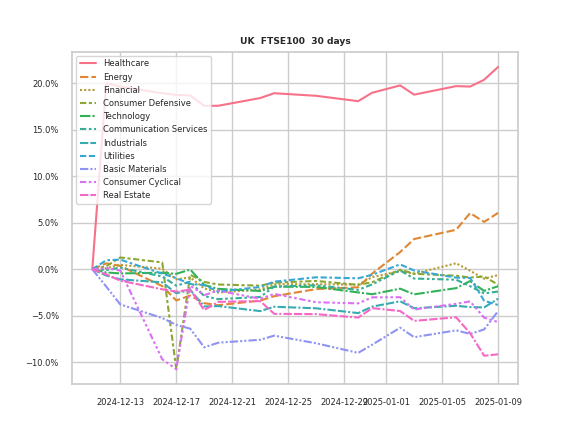 UK  FTSE100  30 days
Healthcare
Energy
Financial
Consumer Defensive
Technology
Communication Services
Industrials
Utilities
Basic Materials
Consumer Cyclical
Real Estate
20.0%
15.0%
10.0%
5.0%
0.0%
−5.0%
−10.0%
2024-12-13
2024-12-17
2024-12-21
2024-12-25
2024-12-29
2025-01-01
2025-01-05
2025-01-09